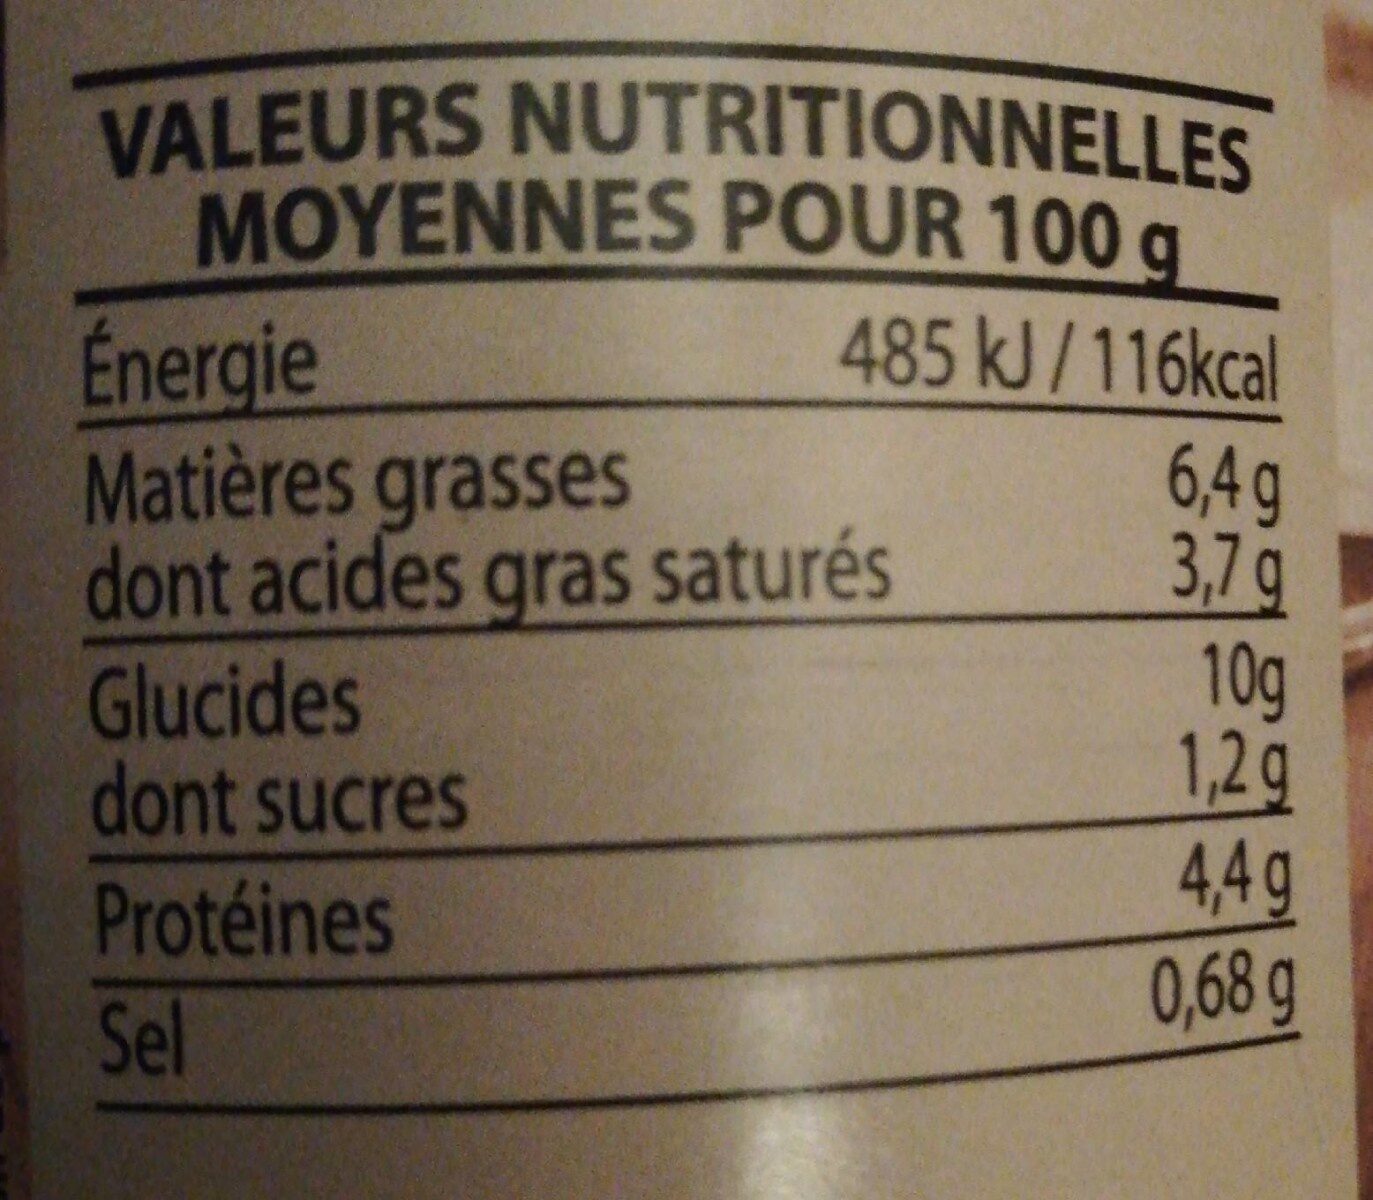 VALEURS NUTRITIONNELLES
MOYENNES POUR 100 g
Énergie 485 kJ / 116kcal
Matières grasses 6,4 g
dont acides gras saturés 3,7 g
Glucides 10g
dont sucres 1,2 g
Protéines 4,4 g
Sel 0,68 g